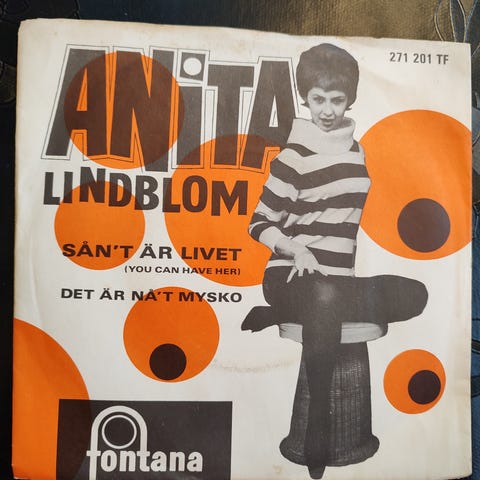 271 201 TF
ANiTA
LINDBLOM
SÅN'T ÄR LIVET
(YOU CAN HAVE HER)
DET ÄR NÅ'T MYSKO
fontana